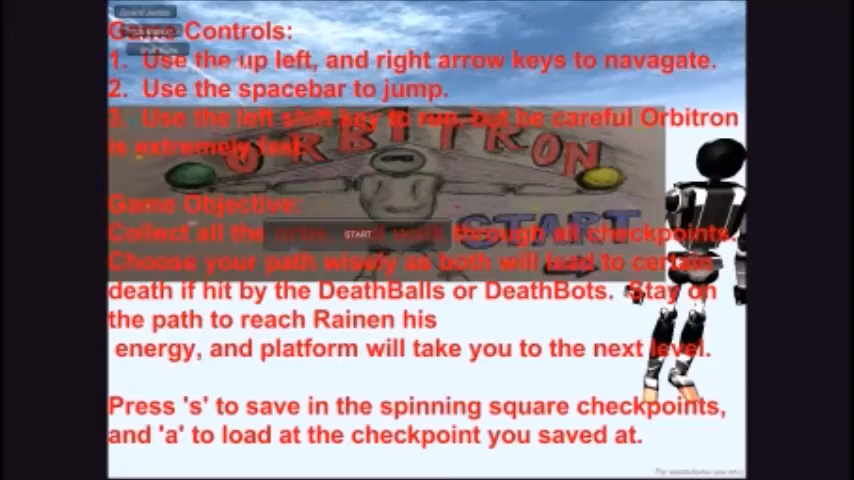 Game Controls:
1. Use the up left, and right arrow keys to navagate.
2. Use the spacebar to jump.
3. Use the left shift key to run, but be careful Orbitron
is extremely fast.
ORBITRON
Game Objective:
START
Collect all the orbs, and walk through all checkpoints.
START
Choose your path wisely as both will lead to certain
death if hit by the DeathBalls or DeathBots. Stay on
the path to reach Rainen his
energy, and platform will take you to the next level.
Press 's' to save in the spinning square checkpoints,
and 'a' to load at the checkpoint you saved at.